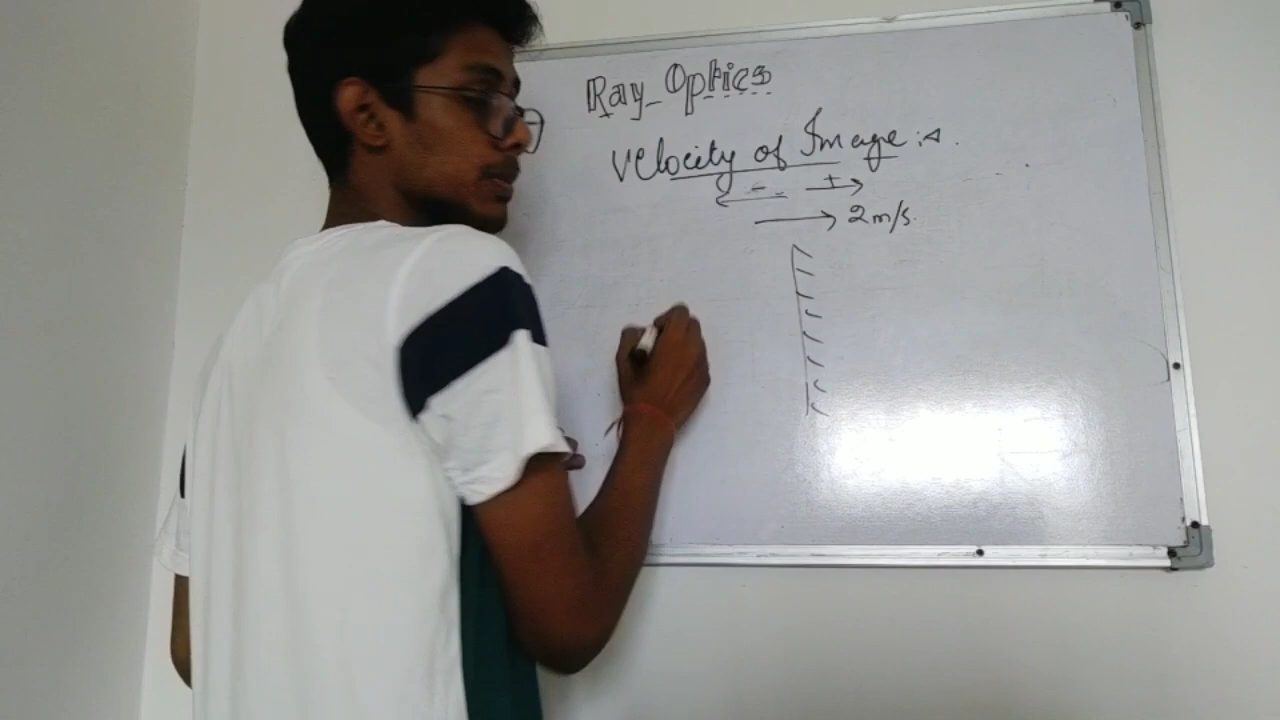 Ray Optics
Velocity of Image :-
- +
2m/s.